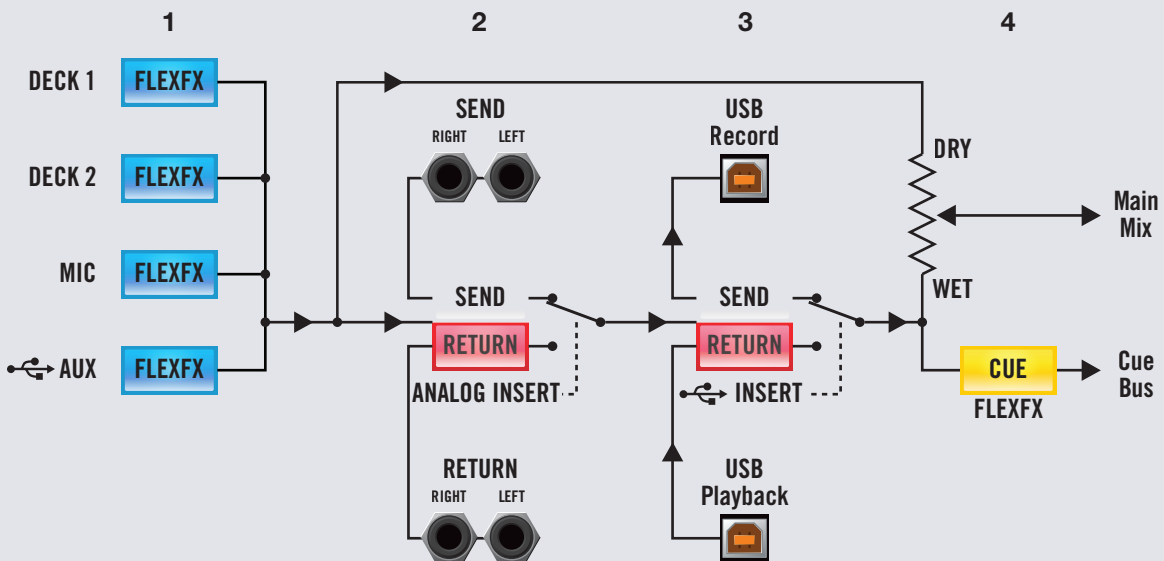 1 2 3 4
DECK 1 FLEXFX
SEND
RIGHT LEFT
USB
Record
DRY
DECK 2 FLEXFX
Main
Mix
MIC FLEXFX
SEND
SEND
WET
AUX FLEXFX
RETURN
RETURN
CUE
FLEXFX
Cue
Bus
ANALOG INSERT
INSERT
RETURN
RIGHT LEFT
USB
Playback